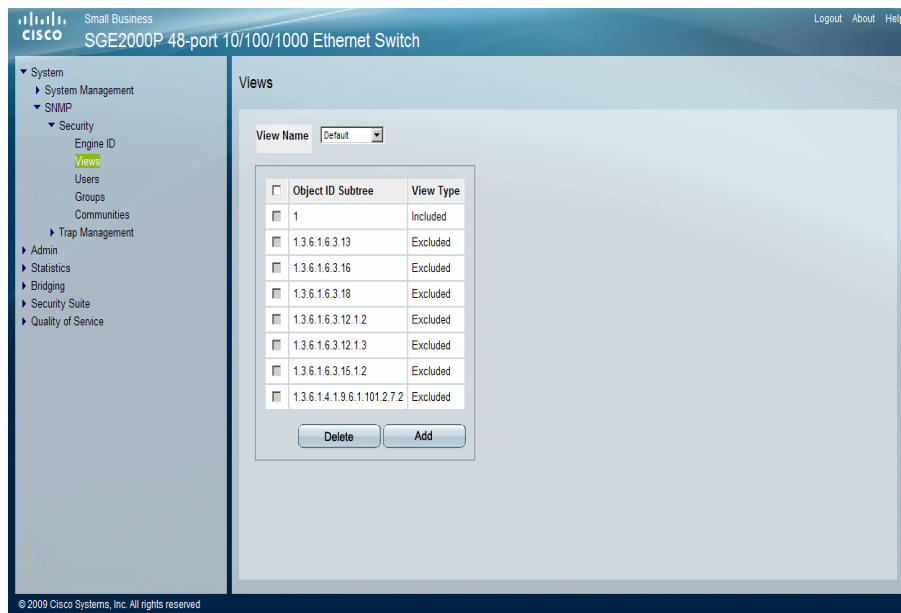 Small Business
CISCO SGE2000P 48-port 10/100/1000 Ethernet Switch
Logout About Help
System
System Management
SNMP
Security
Engine ID
Views
Users
Groups
Communities
Trap Management
Admin
Statistics
Bridging
Security Suite
Quality of Service
Views
View Name Default
Object ID Subtree View Type
1 Included
1.3.6.1.6.3.13 Excluded
1.3.6.1.6.3.16 Excluded
1.3.6.1.6.3.18 Excluded
1.3.6.1.6.3.12.1.2 Excluded
1.3.6.1.6.3.12.1.3 Excluded
1.3.6.1.6.3.15.1.2 Excluded
1.3.6.1.4.1.9.6.1.101.2.7.2 Excluded
Delete Add
© 2009 Cisco Systems, Inc. All rights reserved